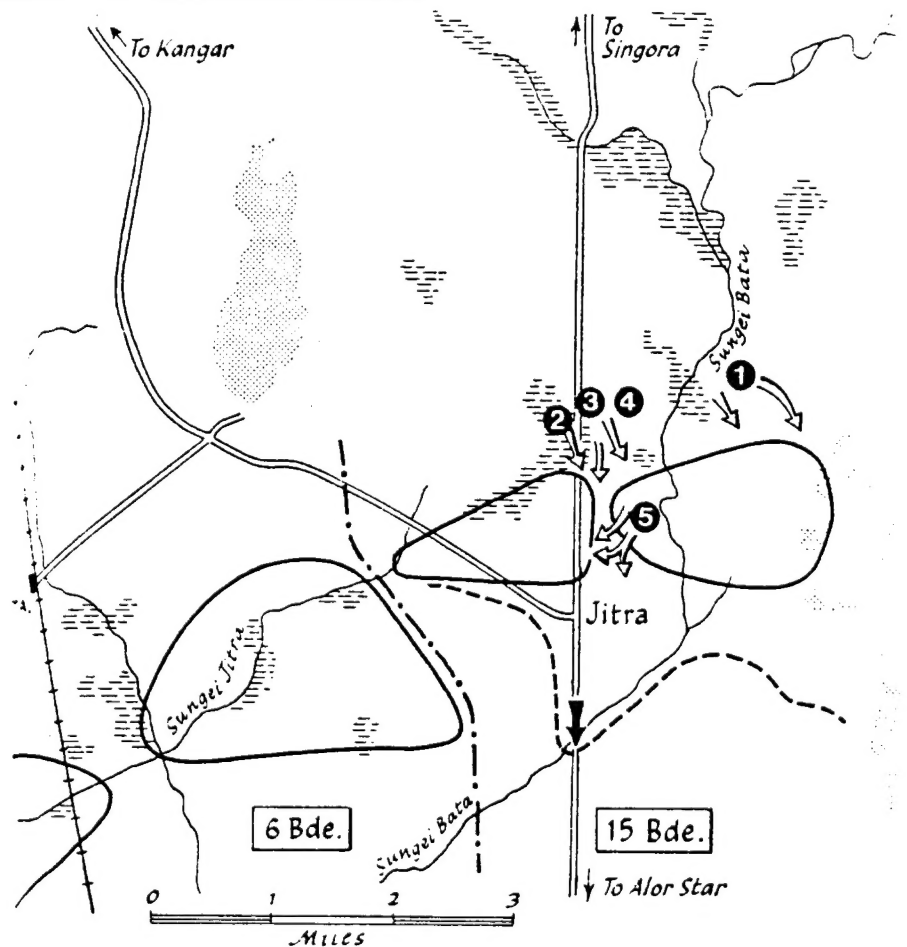 To Kangar
To
Singora
Sungei Bata
1
2
3
4
5
Jitra
Sungei Jitra
6 Bde.
15 Bde.
Sungei Bata
To Alor Star
0 1 2 3
Miles